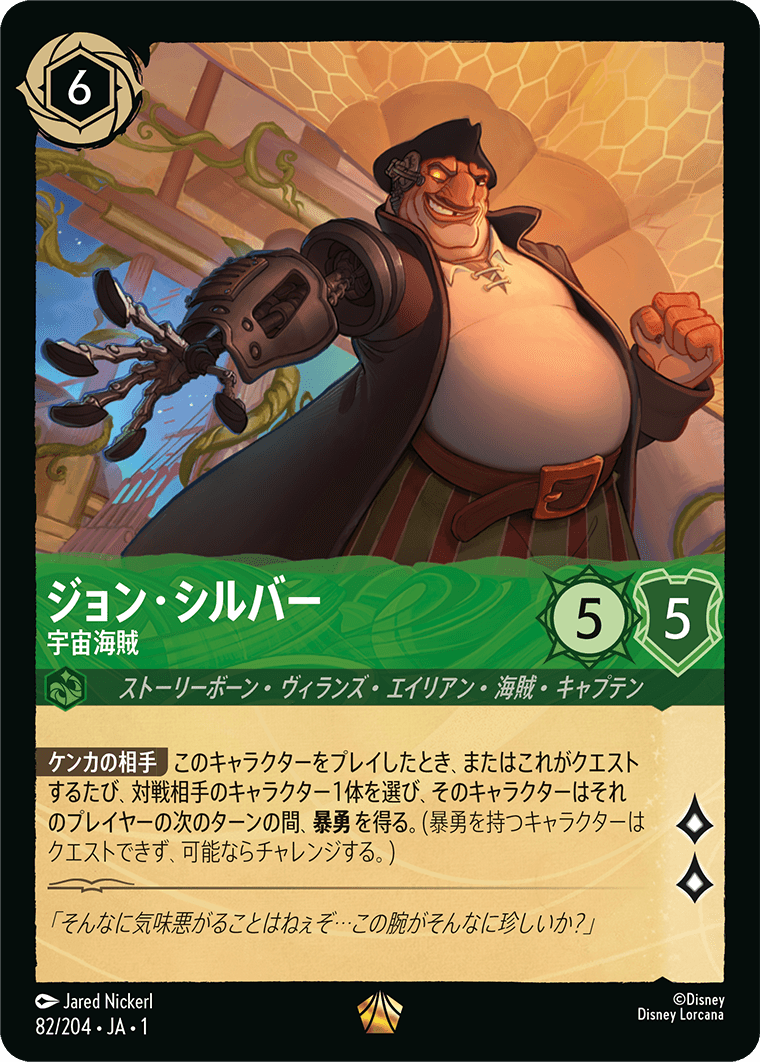 6
ジョン・シルバー
宇宙海賊
5
5
ストーリーボーン・ヴィランズ・エイリアン・海賊・キャプテン
ケンカの相手 このキャラクターをプレイしたとき、またはこれがクエスト
するたび、対戦相手のキャラクター1体を選び、そのキャラクターはそれ
のプレイヤーの次のターンの間、暴勇を得る。(暴勇を持つキャラクターは
クエストできず、可能ならチャレンジする。)
「そんなに気味悪がることはねぇぞ…この腕がそんなに珍しいか?」
Jared Nickerl
82/204・JA・1
©Disney
Disney Lorcana